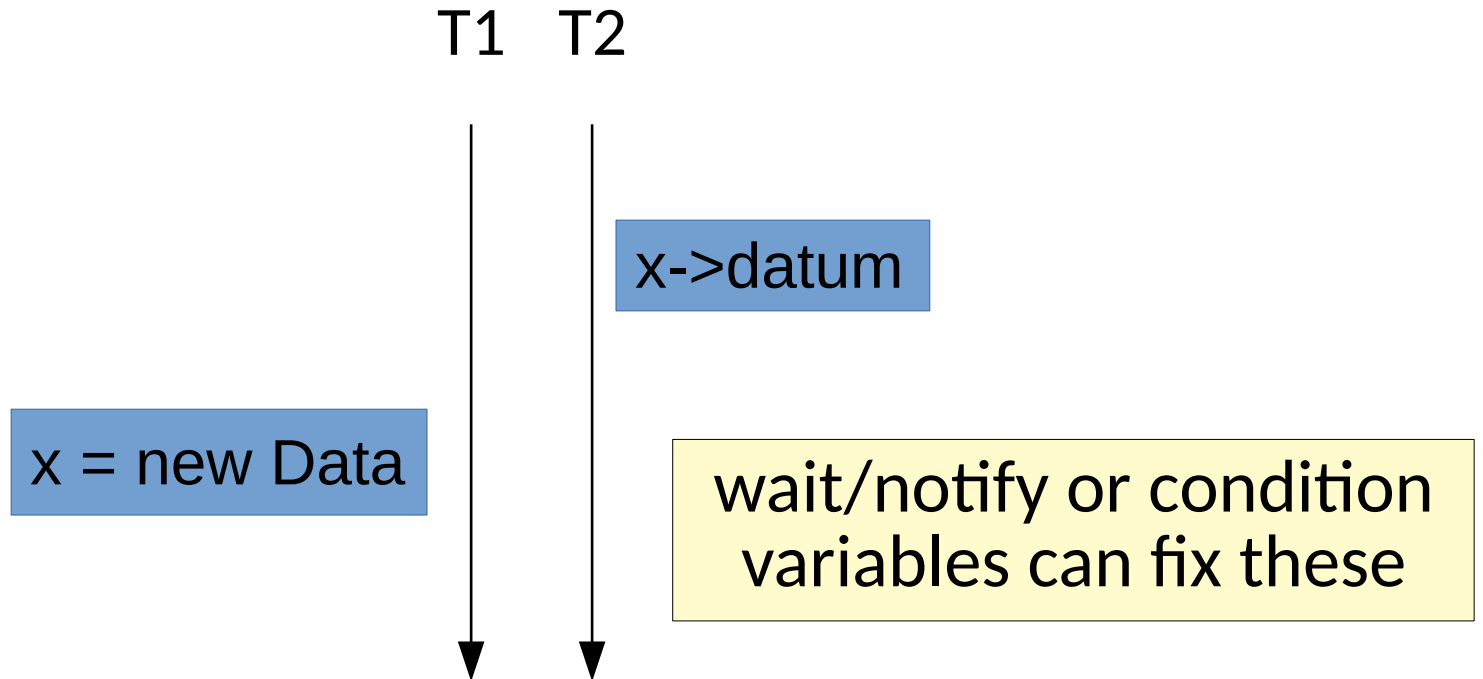 T1 T2
x->datum
x = new Data
wait/notify or condition
variables can fix these